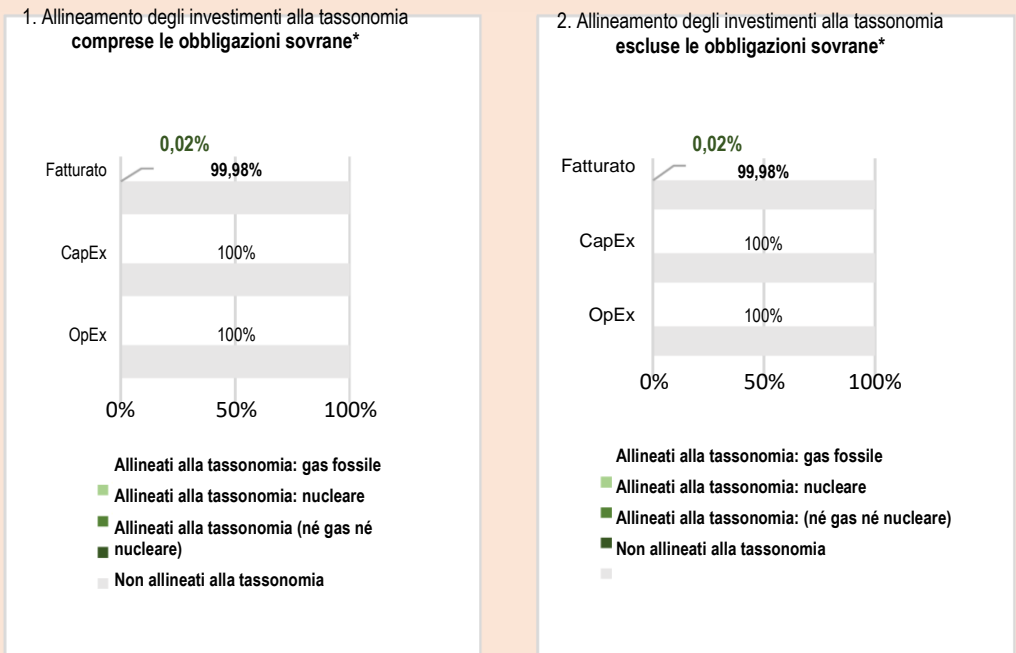 1. Allineamento degli investimenti alla tassonomia
comprese le obbligazioni sovrane*
0,02%
Fatturato
99,98%
CapEx
100%
OpEx
100%
0%
50%
100%
Allineati alla tassonomia: gas fossile
Allineati alla tassonomia: nucleare
Allineati alla tassonomia (né gas né
nucleare)
Non allineati alla tassonomia
2. Allineamento degli investimenti alla tassonomia
escluse le obbligazioni sovrane*
0,02%
Fatturato
99,98%
CapEx
100%
OpEx
100%
0%
50%
100%
Allineati alla tassonomia: gas fossile
Allineati alla tassonomia: nucleare
Allineati alla tassonomia: (né gas né nucleare)
Non allineati alla tassonomia